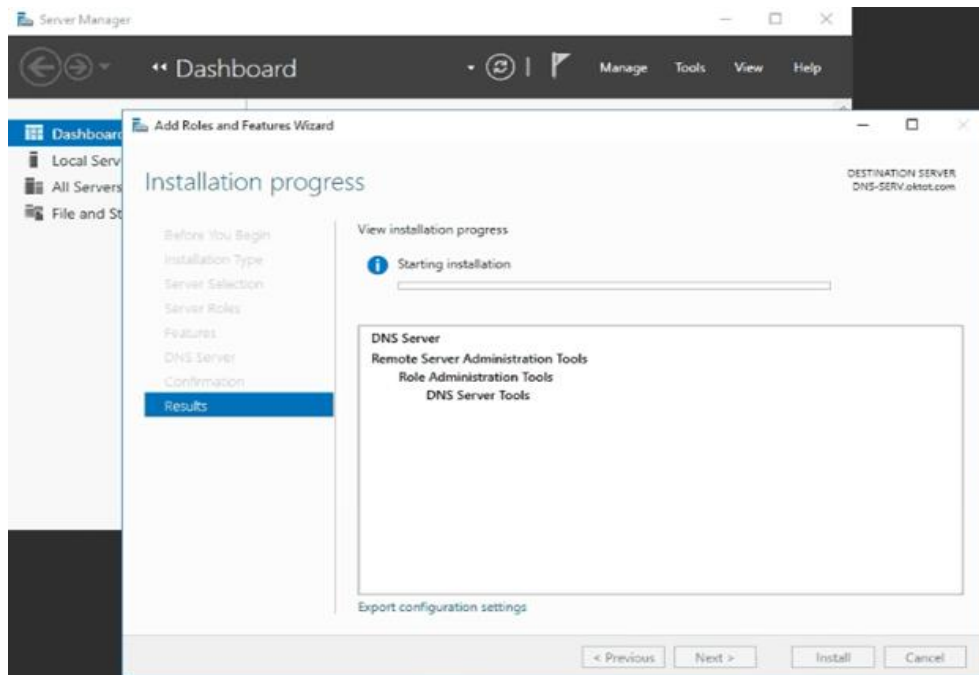 Server Manager
Dashboard
Manage Tools View Help
Dashboard
Local Serv
All Servers
File and St
Add Roles and Features Wizard
Installation progress
DESTINATION SERVER
DNS-SERV.oktot.com
Before You Begin
Installation Type
Server Selection
Server Roles
Features
DNS Server
Confirmation
Results
View installation progress
Starting installation
DNS Server
Remote Server Administration Tools
Role Administration Tools
DNS Server Tools
Export configuration settings
< Previous Next > Install Cancel